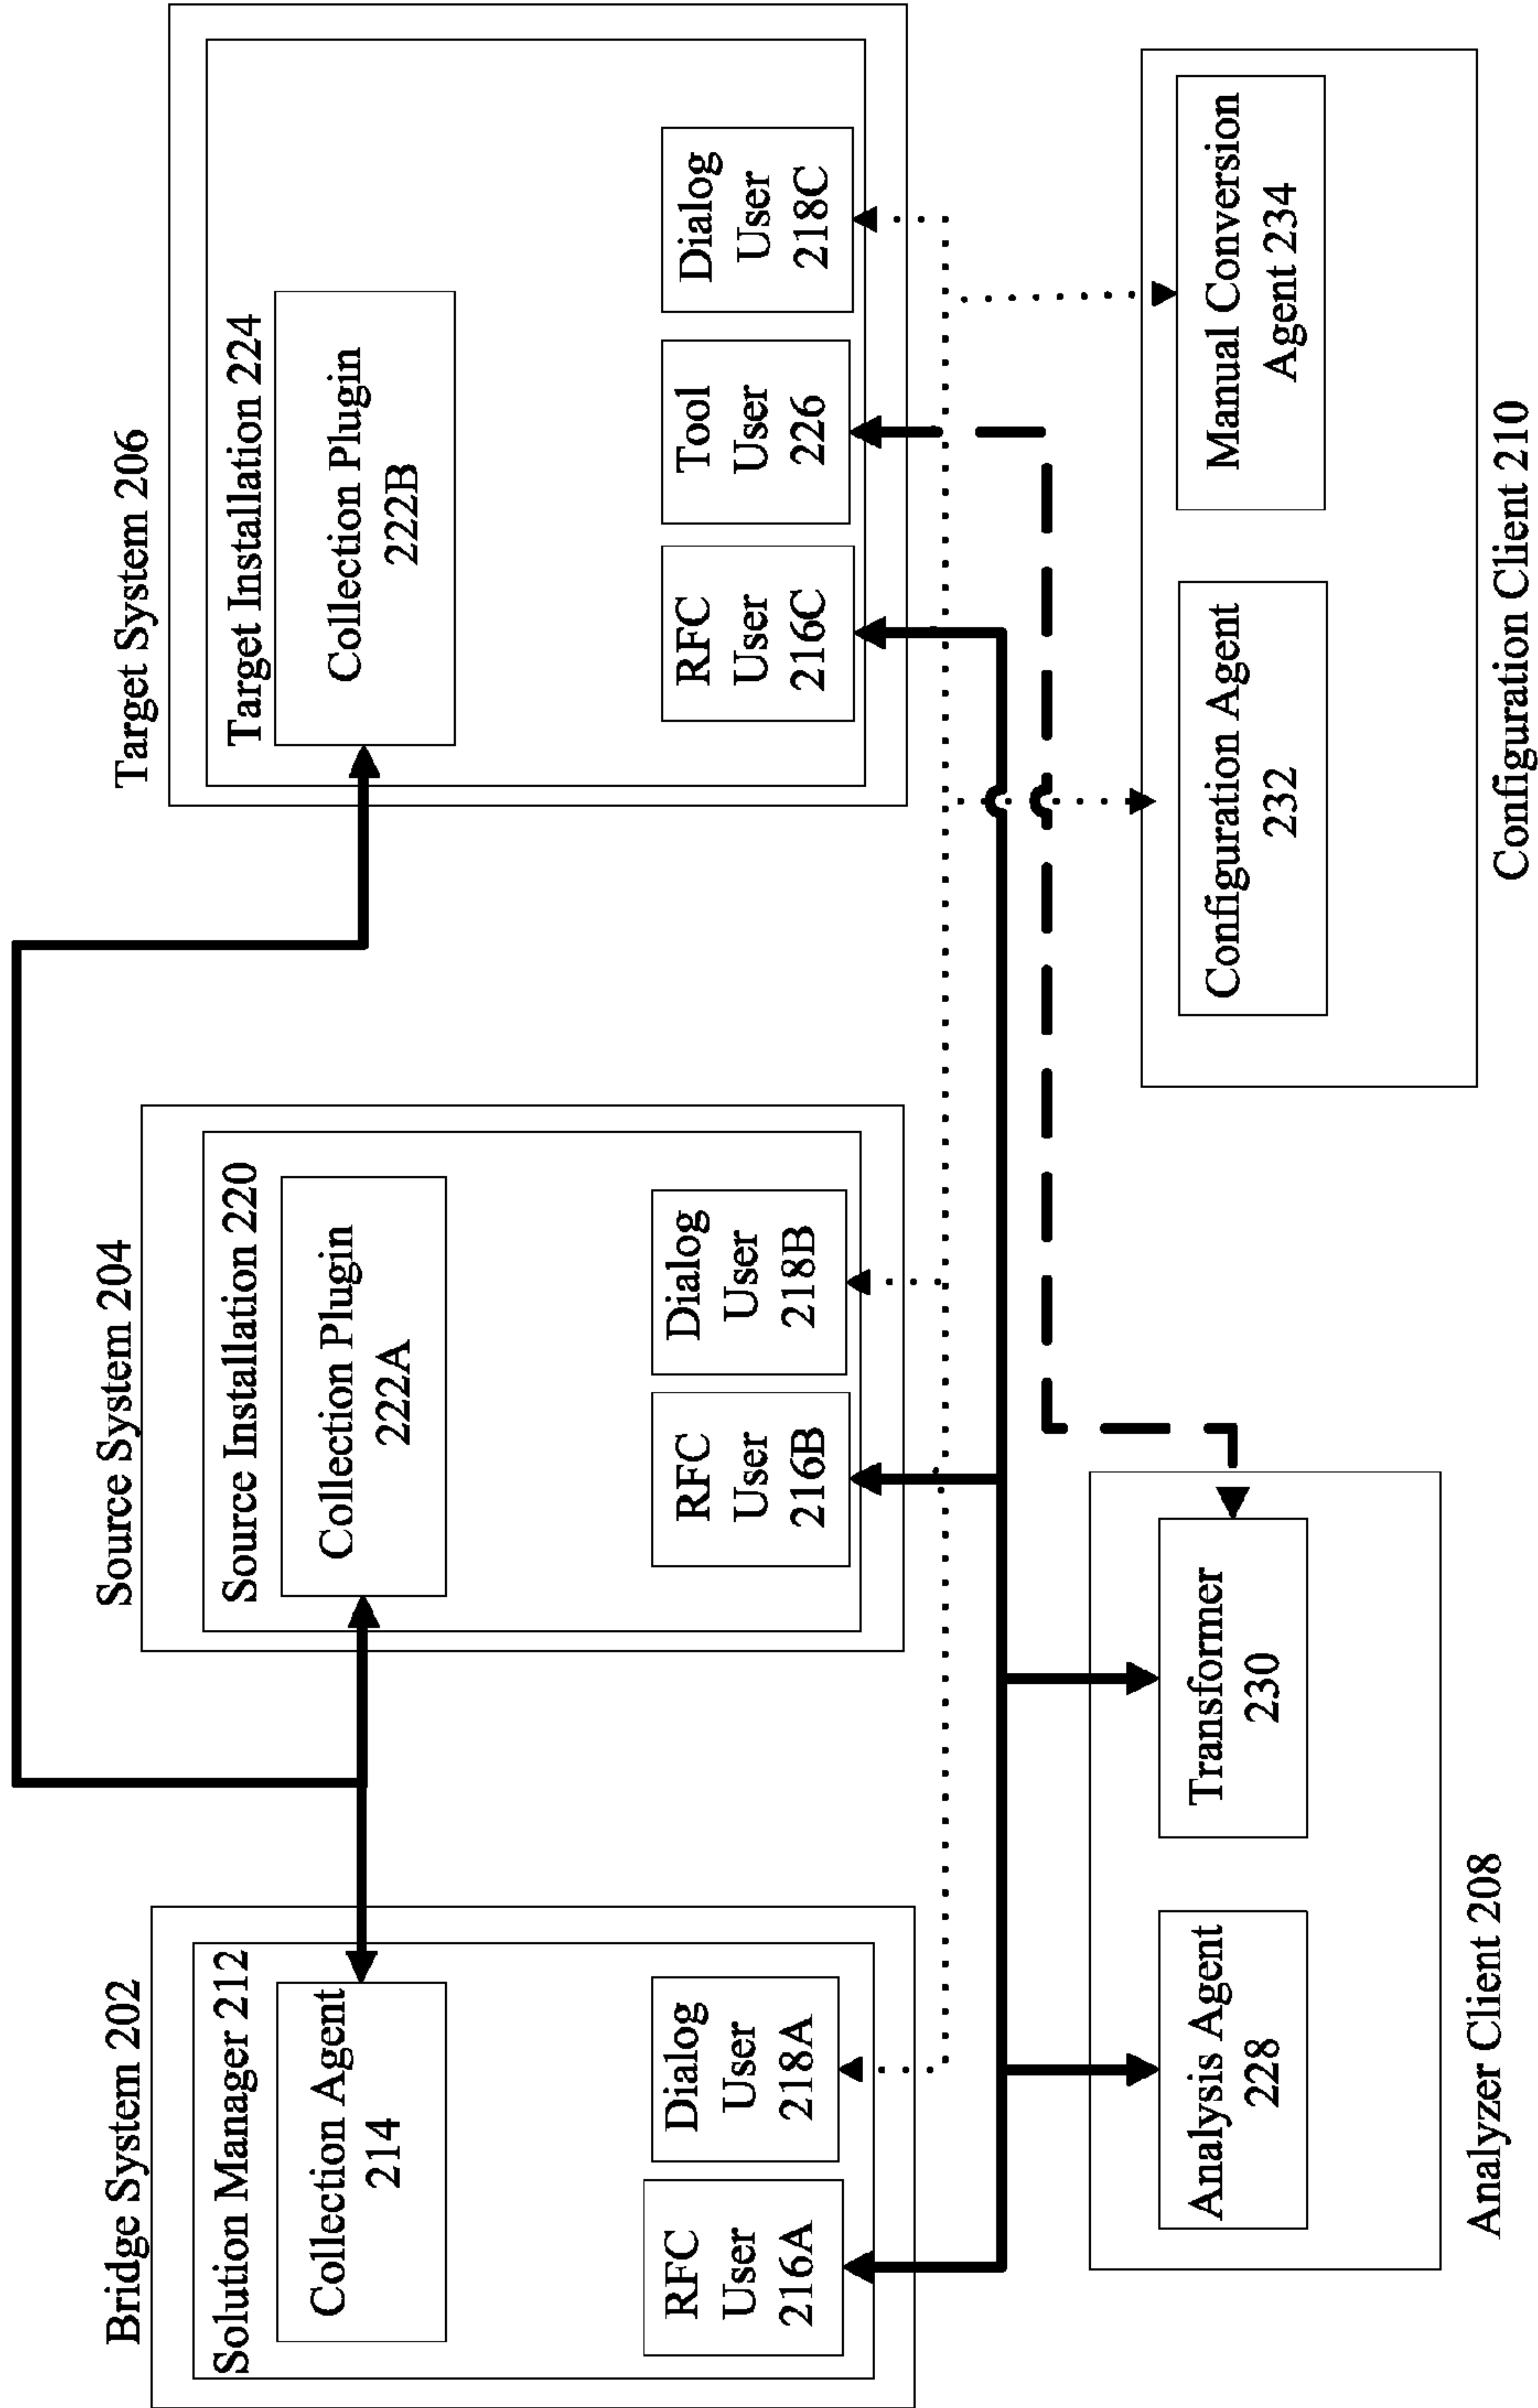 Bridge System 202
Solution Manager 212
Collection Agent
214
RFC
User
216A
Dialog
User
218A
Source System 204
Source Installation 220
Collection Plugin
222A
RFC
User
216B
Dialog
User
218B
Target System 206
Target Installation 224
Collection Plugin
222B
RFC
User
216C
Tool
User
226
Dialog
User
218C
Analysis Agent
228
Transformer
230
Analyzer Client 208
Configuration Agent
232
Manual Conversion
Agent 234
Configuration Client 210